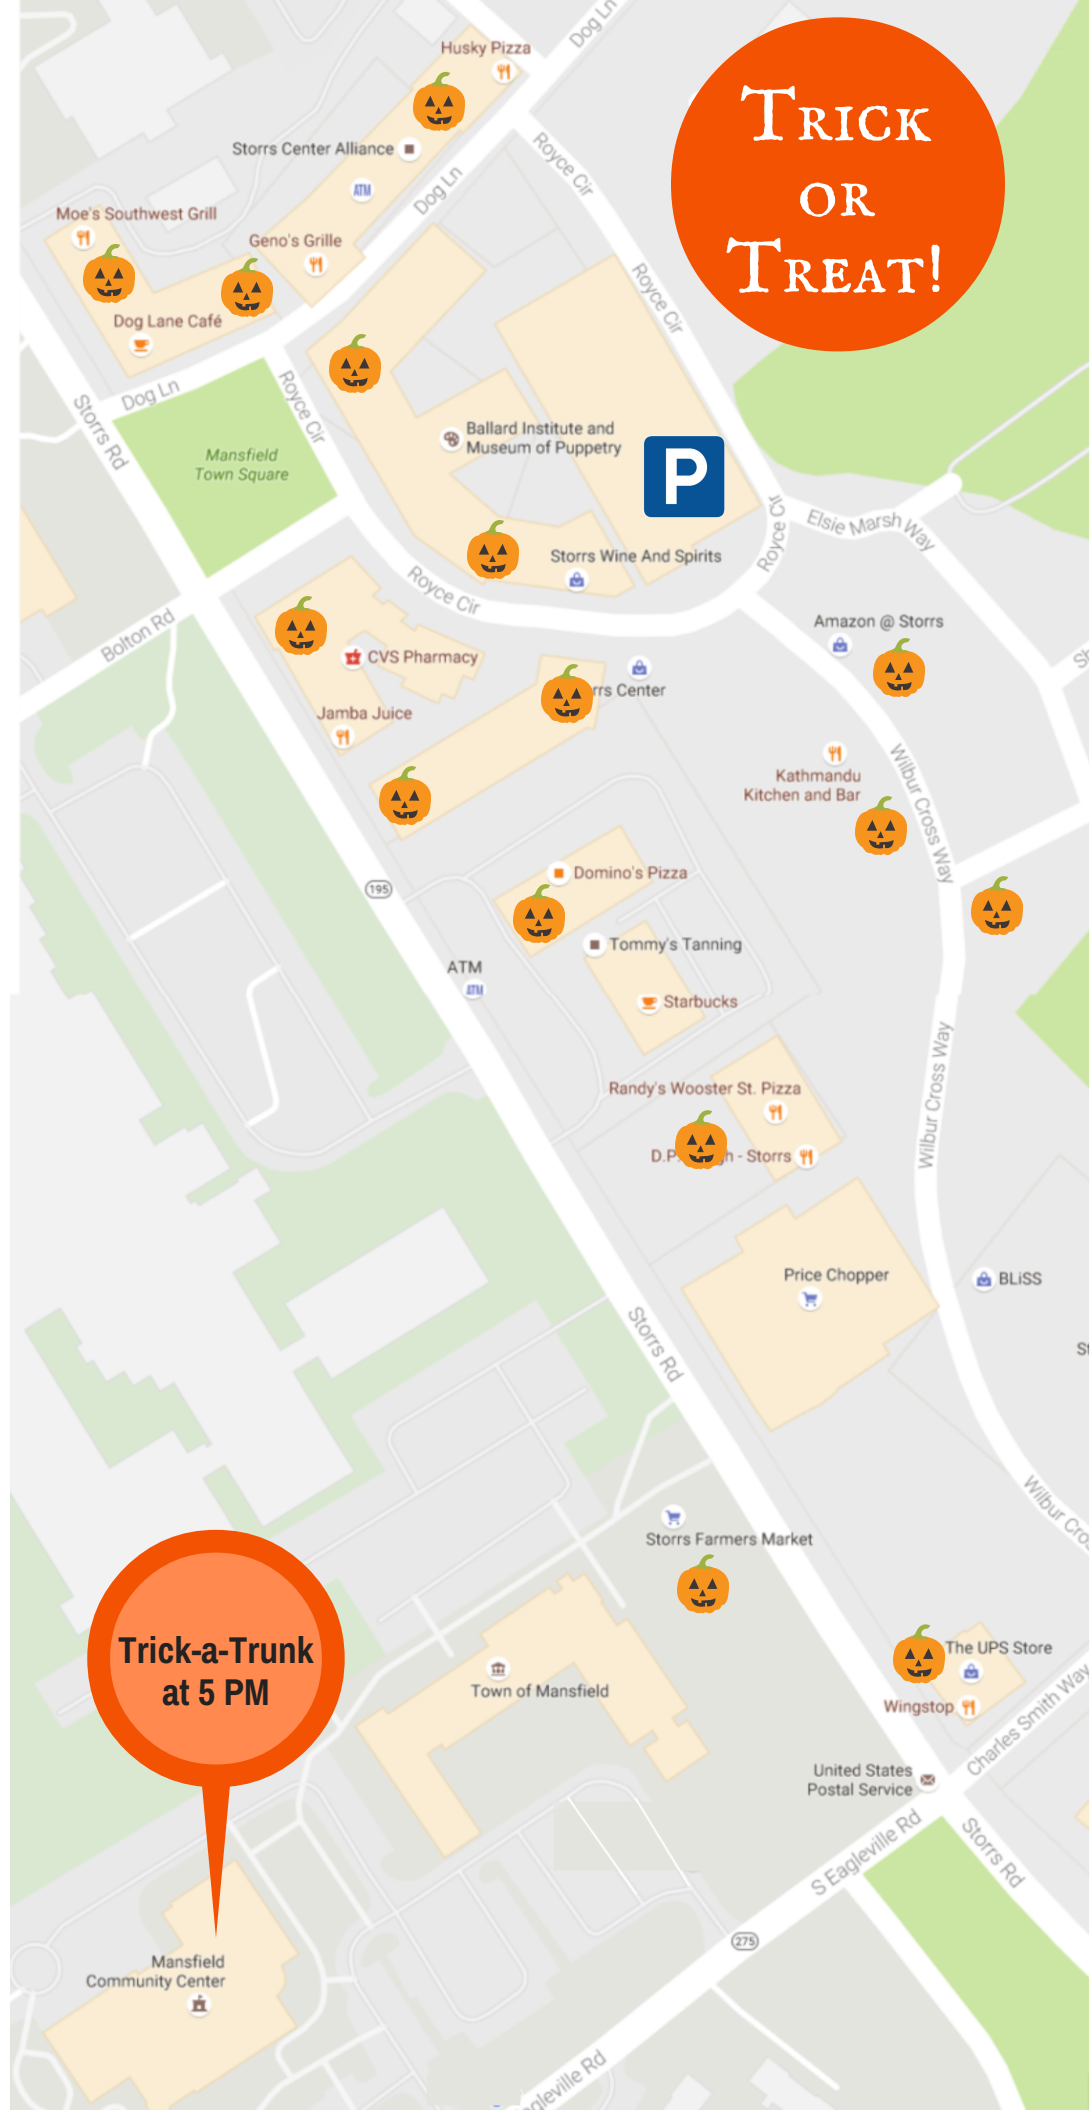 Dog Ln
Husky Pizza
TRICK
OR
TREAT!
Storrs Center Alliance
Royce Cir
ATM
Dog Ln
Moe's Southwest Grill
Geno's Grille
Royce Cir
Dog Lane Café
Dog Ln
Royce Cir
Storrs Rd
Ballard Institute and
Museum of Puppetry
Mansfield
Town Square
P
Royce Cir
Elsie Marsh Way
Storrs Wine And Spirits
Royce Cir
Bolton Rd
Amazon @ Storrs
CVS Pharmacy
Center
Jamba Juice
Kathmandu
Kitchen and Bar
Wilbur Cross Way
Domino's Pizza
195
Tommy's Tanning
ATM
ATM
Starbucks
Wilbur Cross Way
Randy's Wooster St. Pizza
- Storrs
Price Chopper
BLiSS
Storrs Rd
Wilbur
Storrs Farmers Market
Trick-a-Trunk
at 5 PM
The UPS Store
Town of Mansfield
Wingstop
Charles Smith Way
United States
Postal Service
S Eagleville Rd
Storrs Rd
275
Mansfield
Community Center
Rd